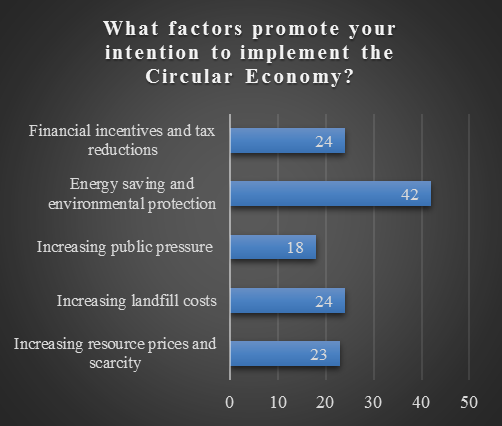 What factors promote your
intention to implement the
Circular Economy?
Financial incentives and tax
reductions
24
Energy saving and
environmental protection
42
Increasing public pressure
18
Increasing landfill costs
24
Increasing resource prices and
scarcity
23
0 10 20 30 40 50